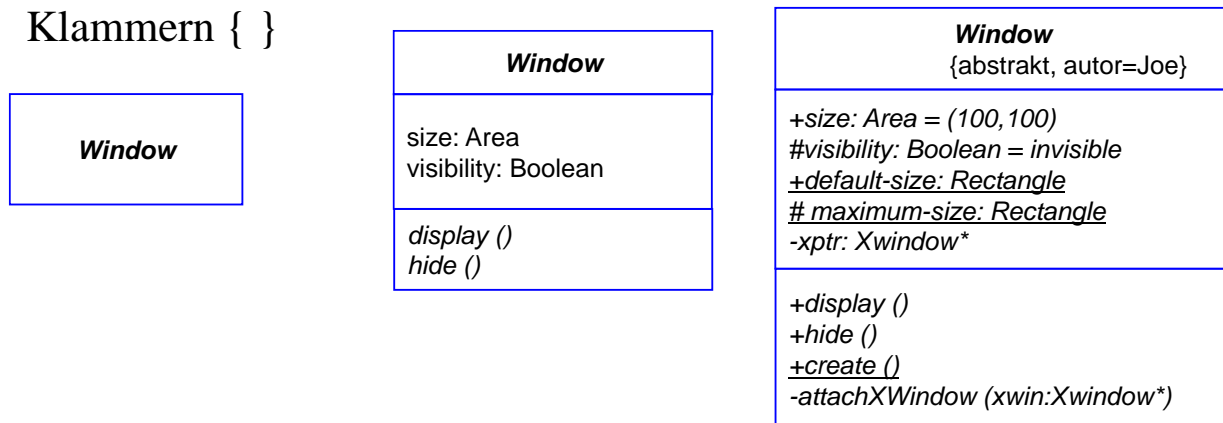 Klammern { }
Window
Window
size: Area
visibility: Boolean
display ()
hide ()
Window
{abstrakt, autor=Joe}
+size: Area = (100,100)
#visibility: Boolean = invisible
+default-size: Rectangle
# maximum-size: Rectangle
-xptr: Xwindow*
+display ()
+hide ()
+create ()
-attachXWindow (xwin:Xwindow*)